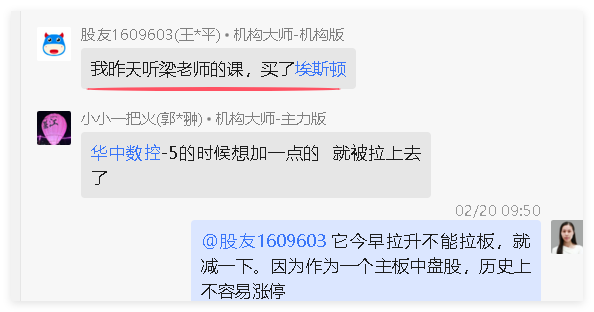 股友1609603(王*平) • 机构大师-机构版
我昨天听梁老师的课，买了埃斯顿
小小一把火(郭*翀) • 机构大师-主力版
华中数控-5的时候想加一点的 就被拉上去
了
02/20 09:50
@股友1609603 它今早拉升不能拉板，就
减一下。因为作为一个主板中盘股，历史上
不容易涨停